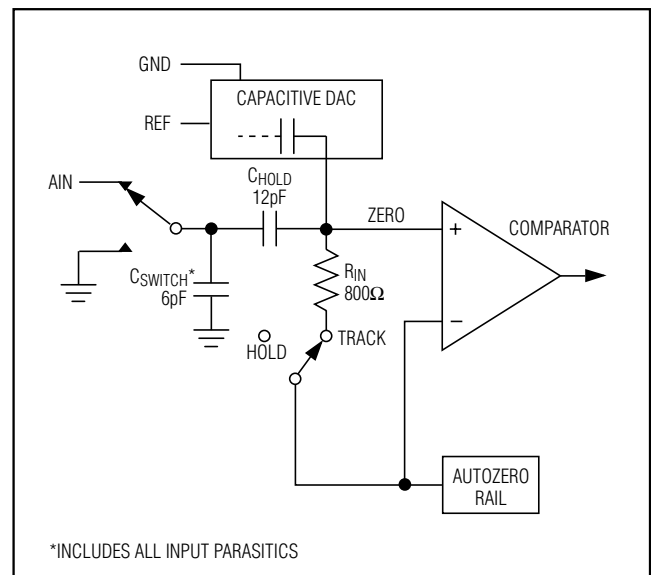 GND
CAPACITIVE DAC
REF
AIN
CHOLD
12pF
ZERO
COMPARATOR
+
CSWITCH*
6pF
RIN
800Ω
−
HOLD
TRACK
AUTOZERO
RAIL
*INCLUDES ALL INPUT PARASITICS